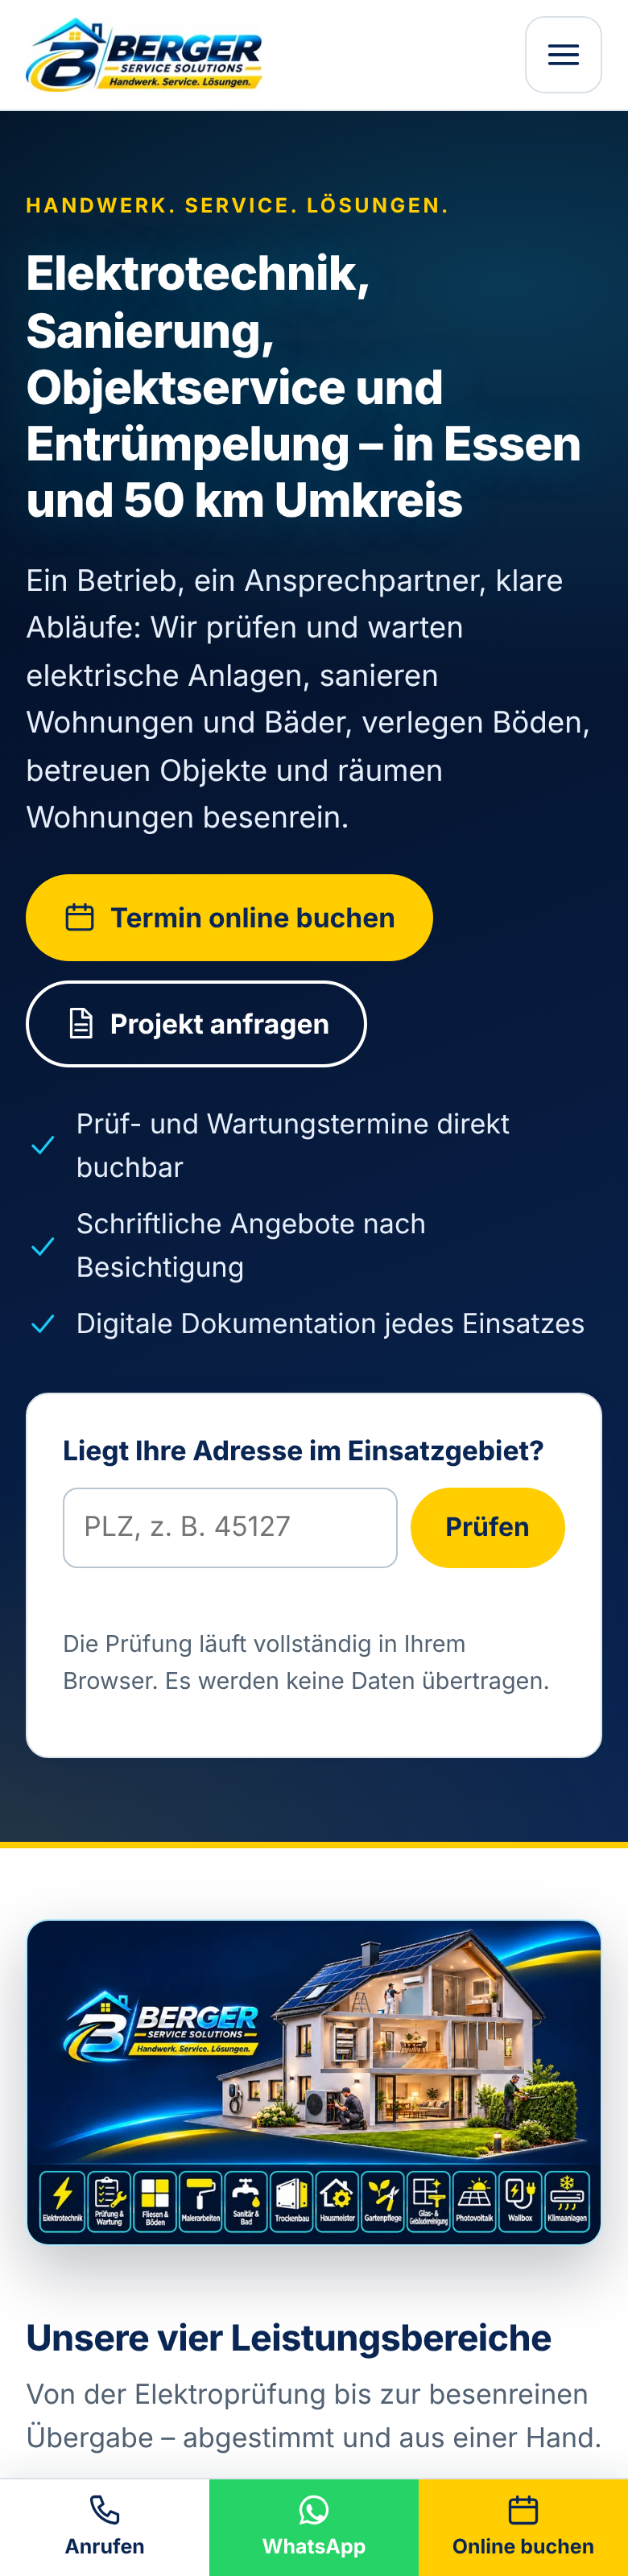 BERGER
SERVICE SOLUTIONS
Handwerk. Service. Lösungen.
HANDWERK. SERVICE. LÖSUNGEN.
Elektrotechnik,
Sanierung,
Objektservice und
Entrümpelung – in Essen
und 50 km Umkreis
Ein Betrieb, ein Ansprechpartner, klare
Abläufe: Wir prüfen und warten
elektrische Anlagen, sanieren
Wohnungen und Bäder, verlegen Böden,
betreuen Objekte und räumen
Wohnungen besenrein.
Termin online buchen
Projekt anfragen
Prüf- und Wartungstermine direkt
buchbar
Schriftliche Angebote nach
Besichtigung
Digitale Dokumentation jedes Einsatzes
Liegt Ihre Adresse im Einsatzgebiet?
PLZ, z. B. 45127
Prüfen
Die Prüfung läuft vollständig in Ihrem
Browser. Es werden keine Daten übertragen.
BERGER
SERVICE SOLUTIONS
Handwerk. Service. Lösungen.
Elektrotechnik
Prüfung &
Wartung
Fliesen &
Böden
Malerarbeiten
Sanitär &
Bad
Trockenbau
Hausmeister
Gartenpflege
Glas- &
Gebäudereinigung
Photovoltaik
Wallbox
Klimaanlagen
Unsere vier Leistungsbereiche
Von der Elektroprüfung bis zur besenreinen
Übergabe – abgestimmt und aus einer Hand.
Anrufen
WhatsApp
Online buchen